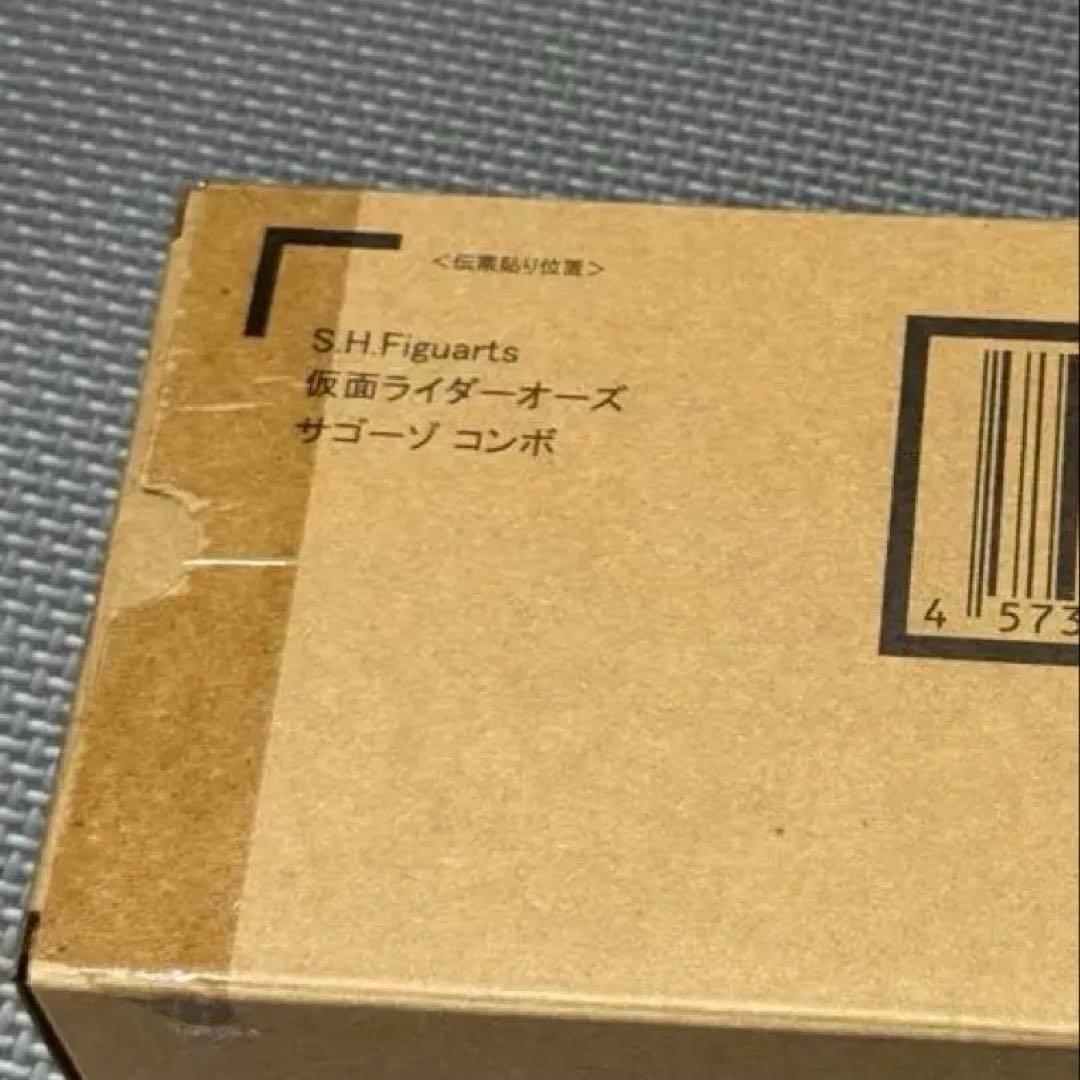 ＜伝票貼り位置＞
S.H.Figuarts
仮面ライダーオーズ
サゴーゾ コンボ
4 573